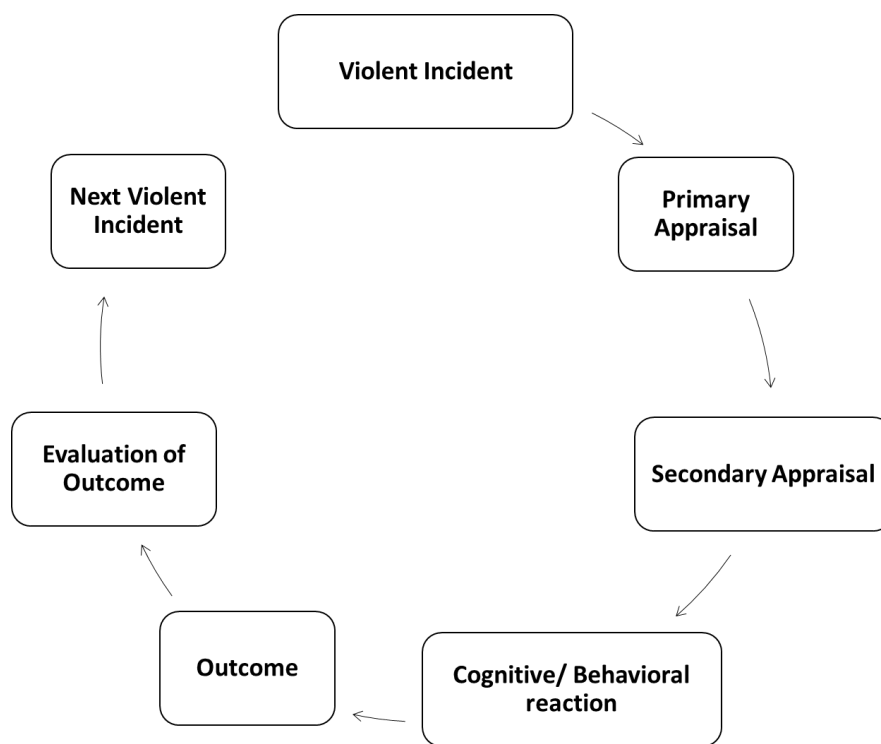 Violent Incident
Primary
Appraisal
Secondary Appraisal
Cognitive/ Behavioral
reaction
Outcome
Evaluation of
Outcome
Next Violent
Incident